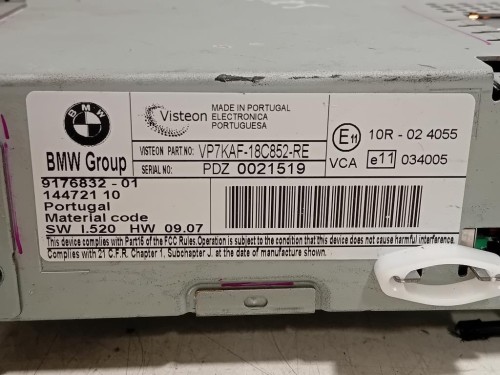 BMW
BMW Group
Visteon
MADE IN PORTUGAL
ELECTRONICA
PORTUGUESA
VISTEON PART NO: VP7KAF-18C852-RE
SERIAL NO: PDZ 0021519
E11 10R - 02 4055
VCA e11 034005
9176832 - 01
144721 10
Portugal
Material code
SW I.520 HW 09.07
This device complies with Part15 of the FCC Rules.Operation is subject to the condition that this device does not cause harmful interference.
Complies with 21 C.F.R. Chapter 1, Subchapter J, at the date of manufacture shown.